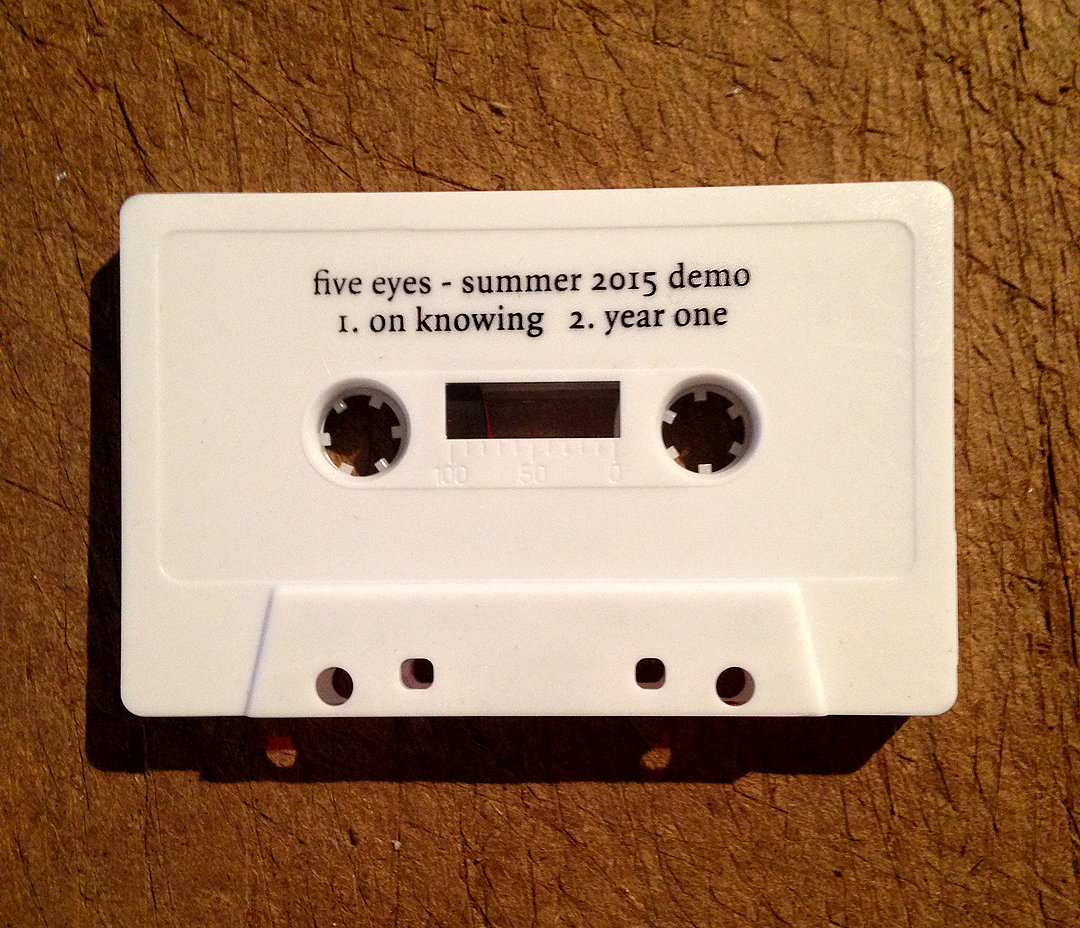 five eyes - summer 2015 demo
1. on knowing 2. year one
100 50 0